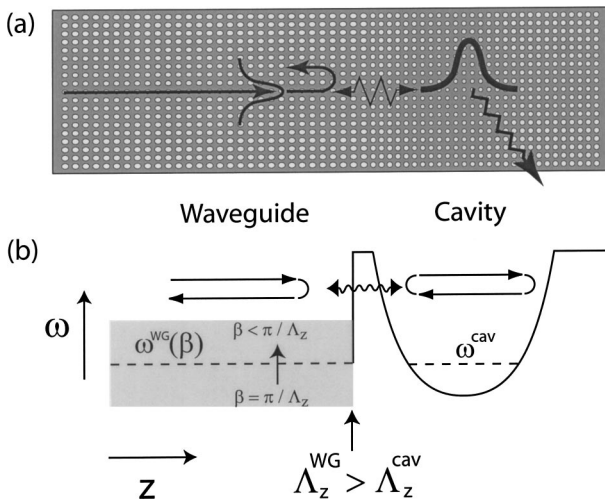 (a)
Waveguide Cavity
(b)
ω
ω^WG(β)
β < π / Λ_z
β = π / Λ_z
ω^cav
z
Λ_z^WG > Λ_z^cav